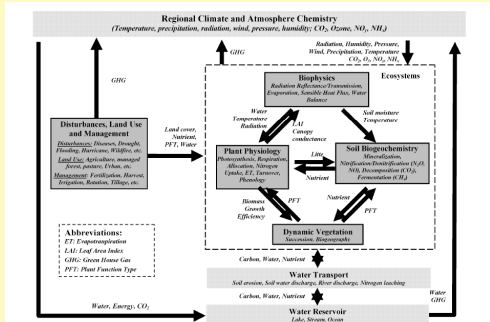 Regional Climate and Atmosphere Chemistry
(Temperature, precipitation, radiation, wind, pressure, humidity; CO2, Ozone, NOx, NHx)
GHG
GHG
Radiation, Humidity, Pressure,
Wind, Precipitation, Temperature
CO2, O3, NOx, NHx
Ecosystems
Biophysics
Radiation Reflectance/Transmission,
Evaporation, Sensible Heat Flux, Water
Balance
Water
Temperature
Radiation
LAI
Canopy
conductance
Soil moisture
Temperature
Disturbances, Land Use
and Management
Disturbances: Diseases, Drought,
Flooding, Hurricane, Wildfire, etc.
Land Use: Agriculture, managed
forest, pasture, Urban, etc.
Management: Fertilization, Harvest,
Irrigation, Rotation, Tillage, etc.
Land cover,
Nutrient,
PFT, Water
Plant Physiology
Photosynthesis, Respiration,
Allocation, Nitrogen
Uptake, ET, Turnover,
Phenology
Litter
Nutrient
Soil Biogeochemistry
Mineralization,
Nitrification/Denitrification (N2O,
NO), Decomposition (CO2),
Fermentation (CH4)
Biomass
Growth
Efficiency
PFT
Nutrient
PFT
Dynamic Vegetation
Succession, Biogeography
Abbreviations:
ET: Evapotranspiration
LAI: Leaf Area Index
GHG: Green House Gas
PFT: Plant Function Type
Carbon, Water, Nutrient
Water Transport
Soil erosion, Soil water discharge, River discharge, Nitrogen leaching
Carbon, Water, Nutrient
Water, Energy, CO2
Water
GHG
Water Reservoir
Lake, Stream, Ocean